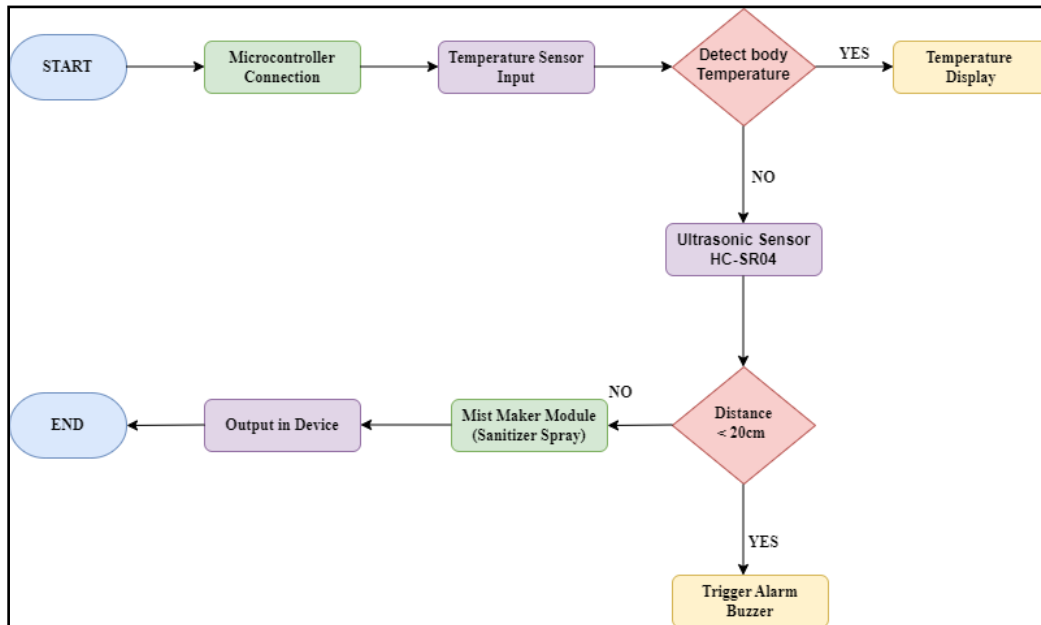 START
Microcontroller
Connection
Temperature Sensor
Input
Detect body
Temperature
YES
Temperature
Display
NO
Ultrasonic Sensor
HC-SR04
Distance
< 20cm
NO
Mist Maker Module
(Sanitizer Spray)
Output in Device
END
YES
Trigger Alarm
Buzzer